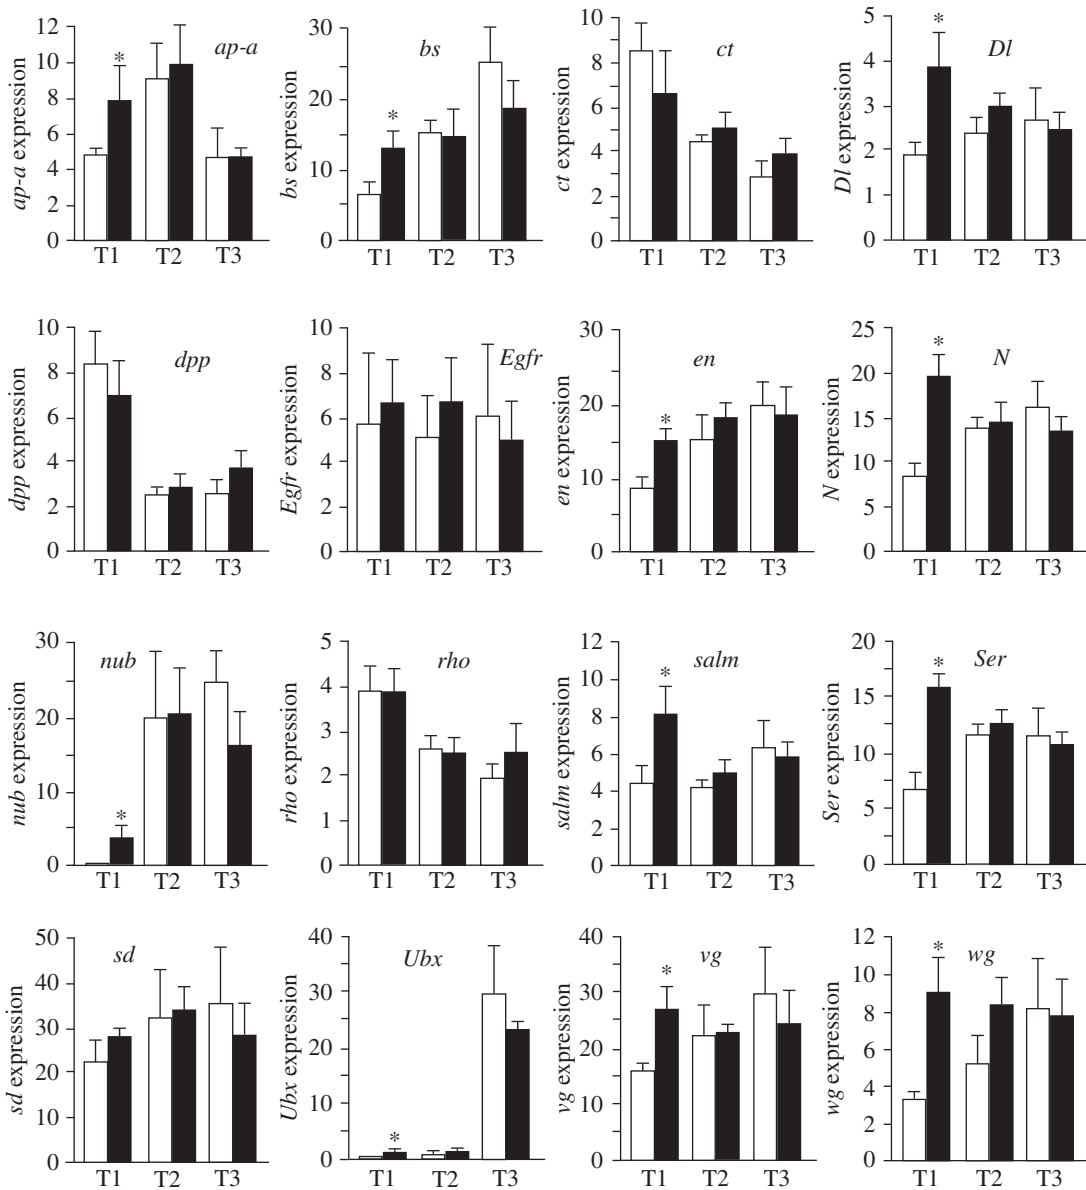 12
10
8
6
4
2
0
ap-a expression
ap-a
*
T1 T2 T3
30
20
10
0
bs expression
bs
*
T1 T2 T3
10
8
6
4
2
0
ct expression
ct
T1 T2 T3
5
4
3
2
1
0
Dl expression
Dl
*
T1 T2 T3
10
8
6
4
2
0
dpp expression
dpp
T1 T2 T3
10
8
6
4
2
0
Egfr expression
Egfr
T1 T2 T3
30
20
10
0
en expression
en
*
T1 T2 T3
25
20
15
10
5
0
N expression
N
*
T1 T2 T3
30
20
10
0
nub expression
nub
*
T1 T2 T3
5
4
3
2
1
0
rho expression
rho
T1 T2 T3
12
10
8
6
4
2
0
salm expression
salm
*
T1 T2 T3
20
15
10
5
0
Ser expression
Ser
*
T1 T2 T3
50
40
30
20
10
0
sd expression
sd
T1 T2 T3
40
30
20
10
0
Ubx expression
Ubx
*
T1 T2 T3
40
30
20
10
0
vg expression
vg
*
T1 T2 T3
12
10
8
6
4
2
0
wg expression
wg
*
T1 T2 T3